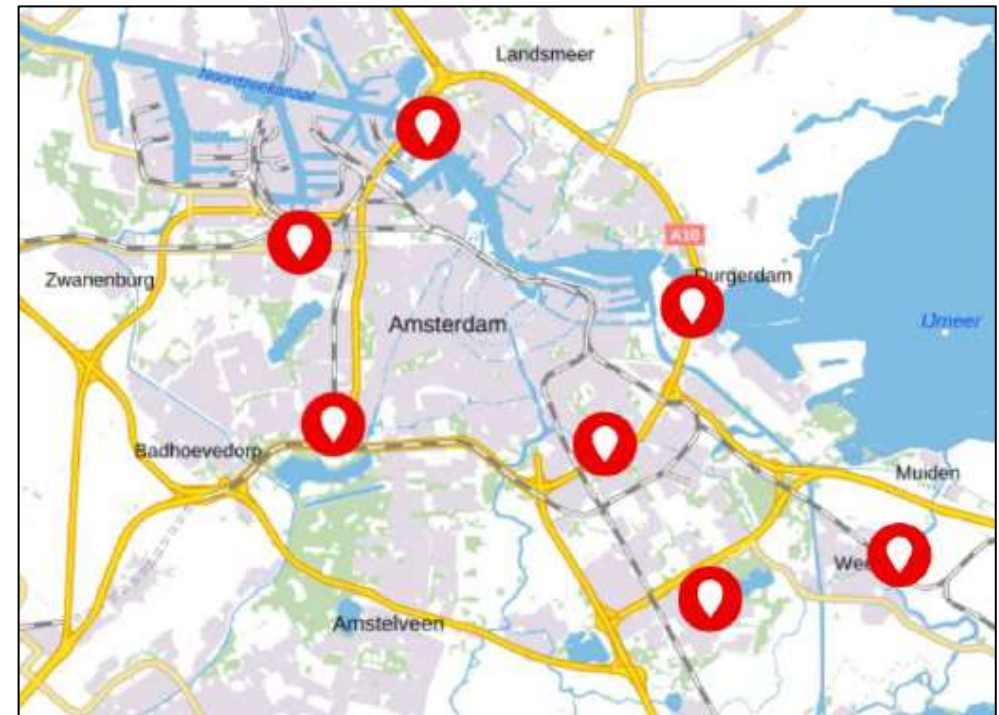 Landsmeer
Noordzeekanaal
A10
Zwanenburg
Durgerdam
Amsterdam
IJmeer
Badhoevedorp
Muiden
Amstelveen